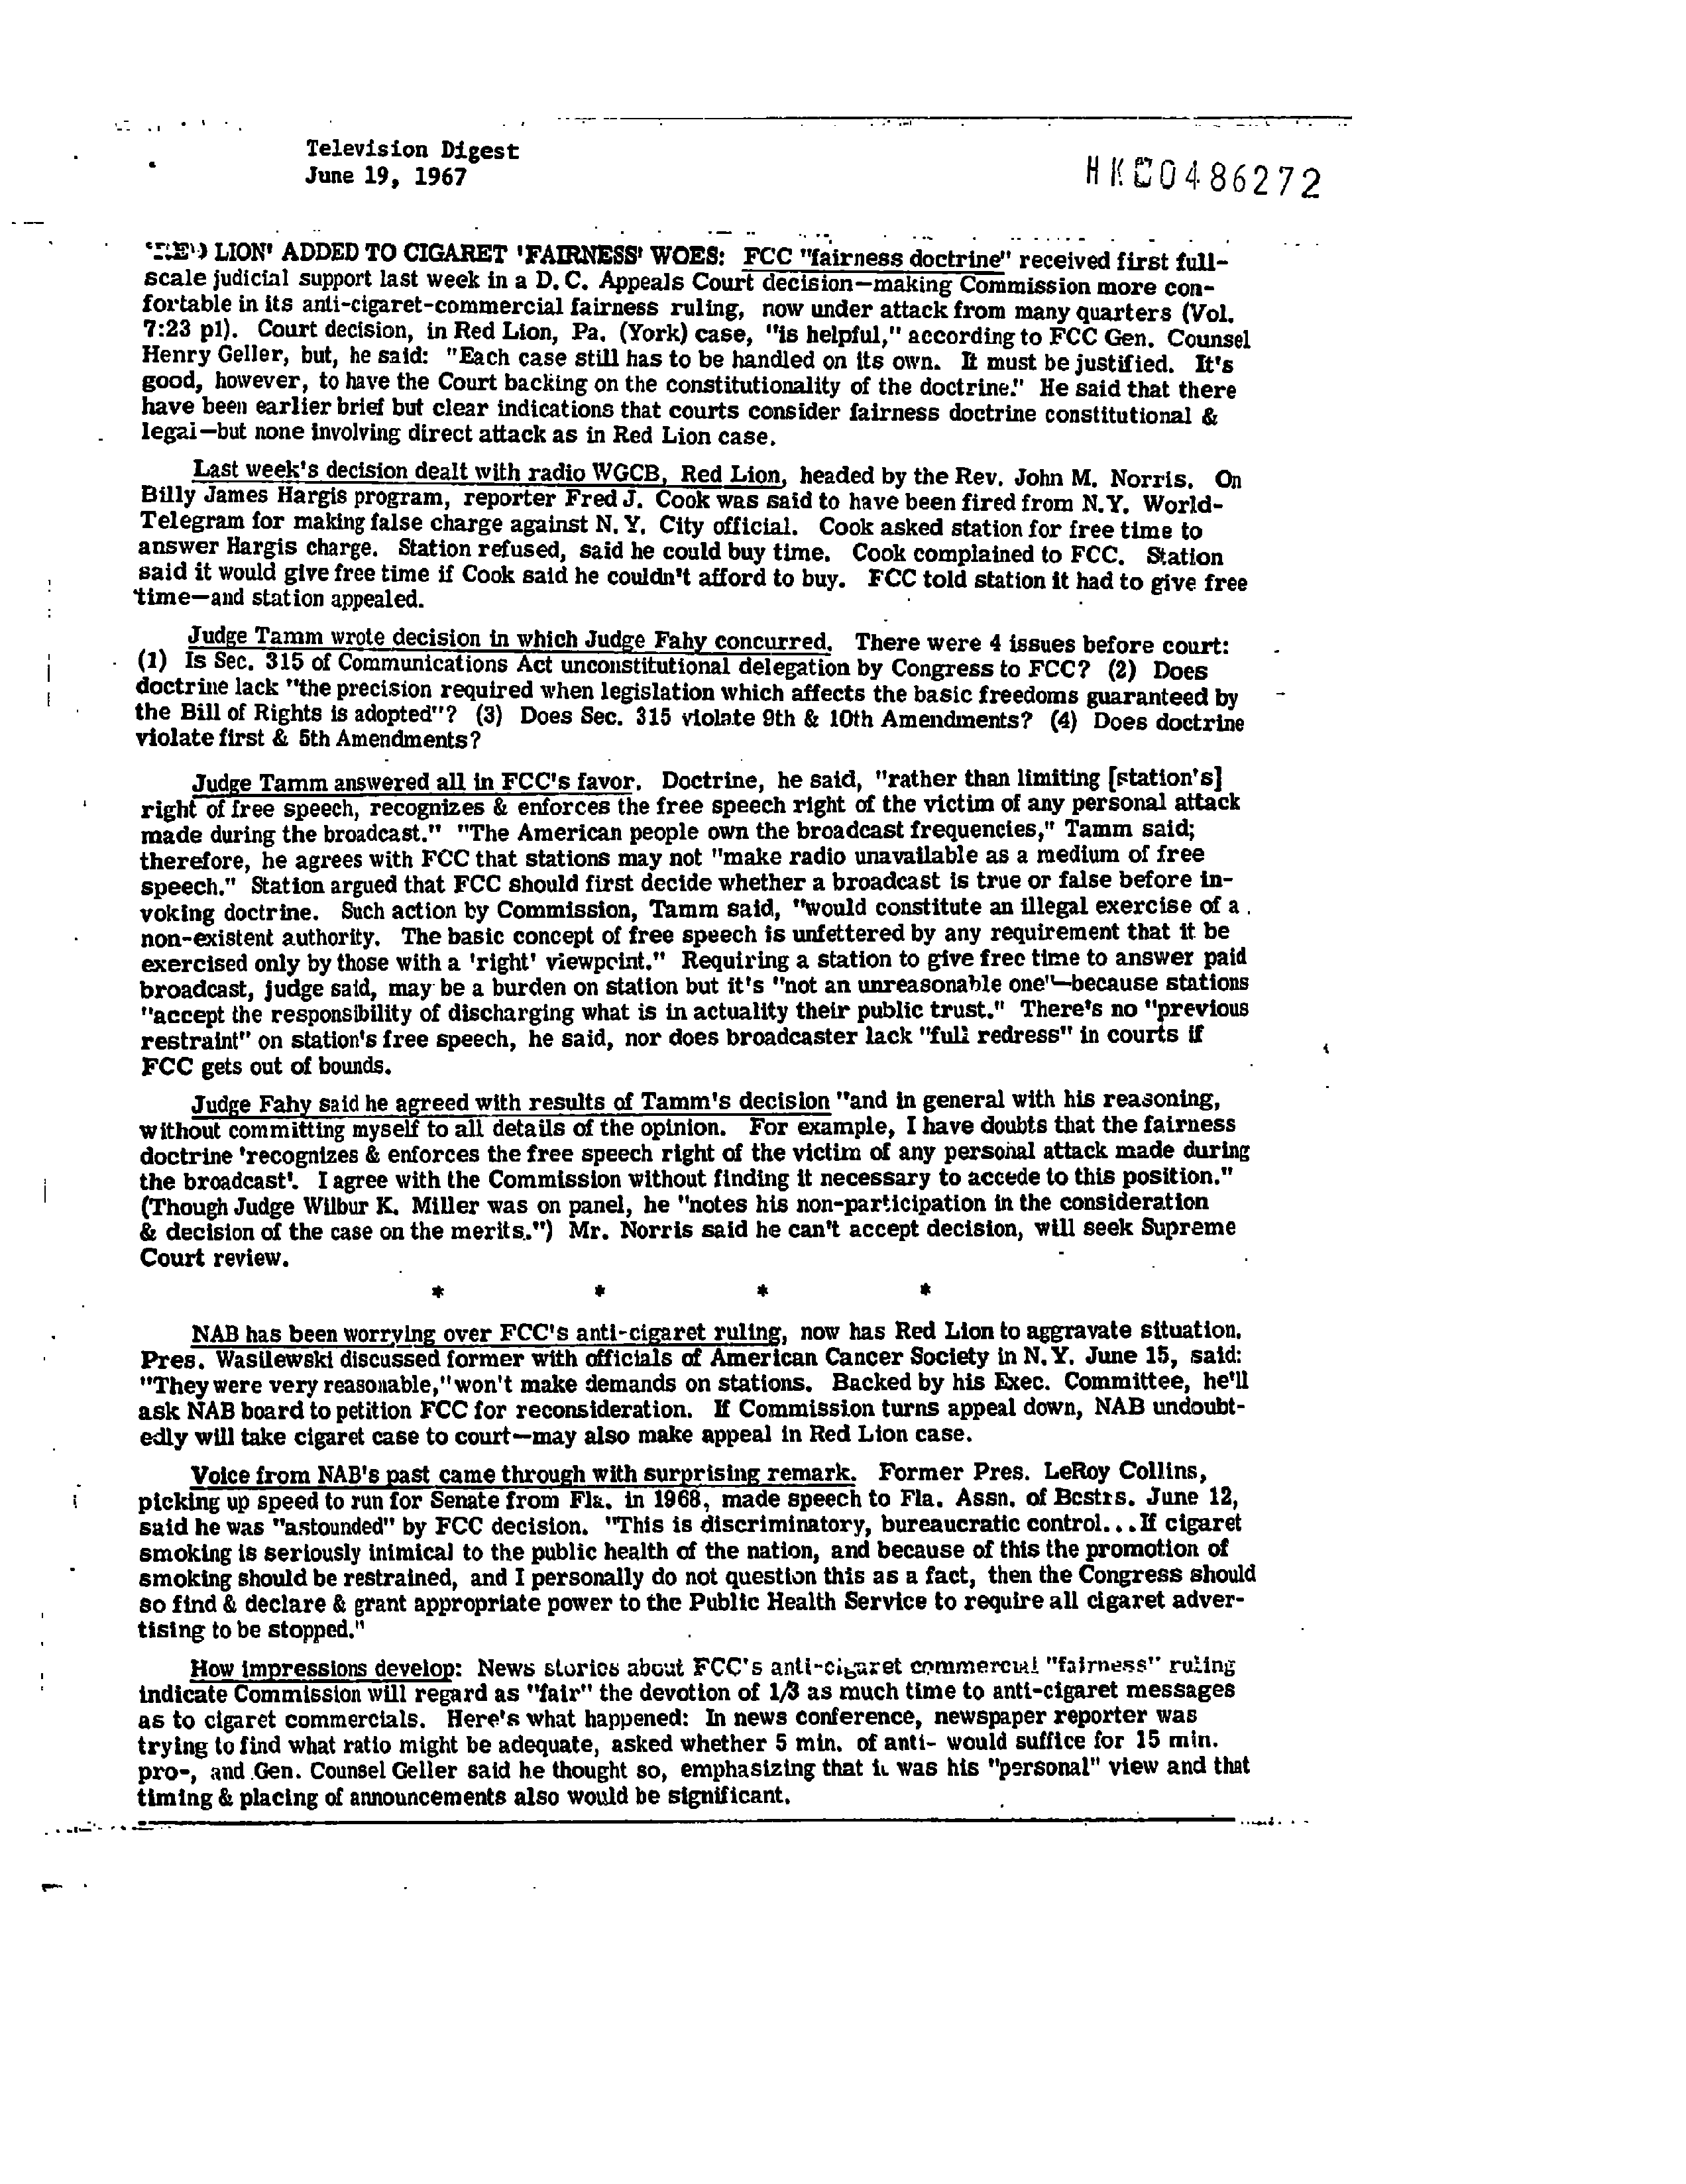 Television Digest
June 19, 1967
HK00486272
LION' ADDED TO CIGARET 'FAIRNESS' WOES: FCC "fairness doctrine" received first full-
scale judicial support last week in a D. C. Appeals Court decision—making Commission more con-
fortable in its anti-cigaret-commercial fairness ruling, now under attack from many quarters (Vol.
7:23 p1). Court decision, in Red Lion, Pa. (York) case, "is helpful," according to FCC Gen. Counsel
Henry Geller, but, he said: "Each case still has to be handled on its own. It must be justified. It's
good, however, to have the Court backing on the constitutionality of the doctrine." He said that there
have been earlier brief but clear indications that courts consider fairness doctrine constitutional &
legal—but none involving direct attack as in Red Lion case.
Last week's decision dealt with radio WGCB, Red Lion, headed by the Rev. John M. Norris. On
Billy James Hargis program, reporter Fred J. Cook was said to have been fired from N.Y. World-
Telegram for making false charge against N. Y. City official. Cook asked station for free time to
answer Hargis charge. Station refused, said he could buy time. Cook complained to FCC. Station
said it would give free time if Cook said he couldn't afford to buy. FCC told station it had to give free
time—and station appealed.
Judge Tamm wrote decision in which Judge Fahy concurred. There were 4 issues before court:
(1) Is Sec. 315 of Communications Act unconstitutional delegation by Congress to FCC? (2) Does
doctrine lack "the precision required when legislation which affects the basic freedoms guaranteed by
the Bill of Rights is adopted"? (3) Does Sec. 315 violate 9th & 10th Amendments? (4) Does doctrine
violate first & 5th Amendments?
Judge Tamm answered all in FCC's favor. Doctrine, he said, "rather than limiting [station's]
right of free speech, recognizes & enforces the free speech right of the victim of any personal attack
made during the broadcast." "The American people own the broadcast frequencies," Tamm said;
therefore, he agrees with FCC that stations may not "make radio unavailable as a medium of free
speech." Station argued that FCC should first decide whether a broadcast is true or false before in-
voking doctrine. Such action by Commission, Tamm said, "would constitute an illegal exercise of a
non-existent authority. The basic concept of free speech is unfettered by any requirement that it be
exercised only by those with a 'right' viewpoint." Requiring a station to give free time to answer paid
broadcast, judge said, may be a burden on station but it's "not an unreasonable one"—because stations
"accept the responsibility of discharging what is in actuality their public trust." There's no "previous
restraint" on station's free speech, he said, nor does broadcaster lack "full redress" in courts if
FCC gets out of bounds.
Judge Fahy said he agreed with results of Tamm's decision "and in general with his reasoning,
without committing myself to all details of the opinion. For example, I have doubts that the fairness
doctrine 'recognizes & enforces the free speech right of the victim of any personal attack made during
the broadcast'. I agree with the Commission without finding it necessary to accede to this position."
(Though Judge Wilbur K. Miller was on panel, he "notes his non-participation in the consideration
& decision of the case on the merits.") Mr. Norris said he can't accept decision, will seek Supreme
Court review.
* * * *
NAB has been worrying over FCC's anti-cigaret ruling, now has Red Lion to aggravate situation.
Pres. Wasilewski discussed former with officials of American Cancer Society in N.Y. June 15, said:
"They were very reasonable," won't make demands on stations. Backed by his Exec. Committee, he'll
ask NAB board to petition FCC for reconsideration. If Commission turns appeal down, NAB undoubt-
edly will take cigaret case to court—may also make appeal in Red Lion case.
Voice from NAB's past came through with surprising remark. Former Pres. LeRoy Collins,
picking up speed to run for Senate from Fla. in 1968, made speech to Fla. Assn. of Bcstrs. June 12,
said he was "astounded" by FCC decision. "This is discriminatory, bureaucratic control...If cigaret
smoking is seriously inimical to the public health of the nation, and because of this the promotion of
smoking should be restrained, and I personally do not question this as a fact, then the Congress should
so find & declare & grant appropriate power to the Public Health Service to require all cigaret adver-
tising to be stopped."
How impressions develop: News stories about FCC's anti-cigaret commercial "fairness" ruling
indicate Commission will regard as "fair" the devotion of 1/3 as much time to anti-cigaret messages
as to cigaret commercials. Here's what happened: In news conference, newspaper reporter was
trying to find what ratio might be adequate, asked whether 5 min. of anti- would suffice for 15 min.
pro-, and Gen. Counsel Geller said he thought so, emphasizing that it was his "personal" view and that
timing & placing of announcements also would be significant.